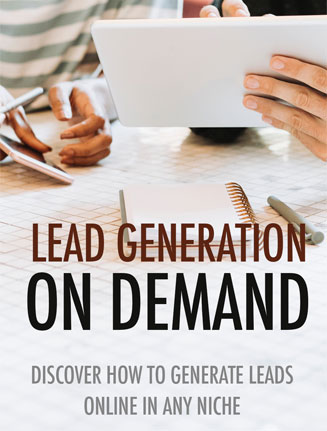 LEAD GENERATION
ON DEMAND
DISCOVER HOW TO GENERATE LEADS
ONLINE IN ANY NICHE